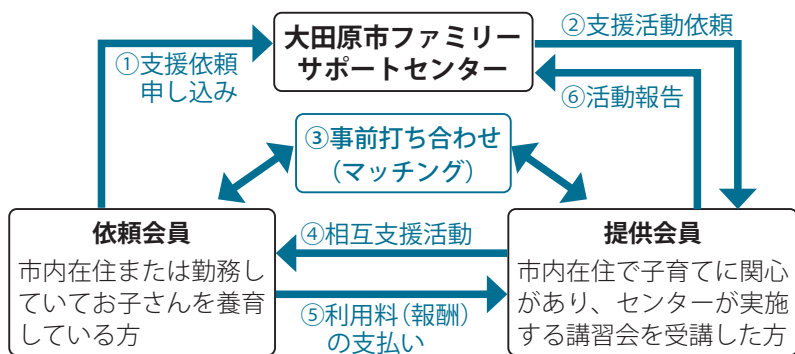 大田原市ファミリー
サポートセンター
①支援依頼
申し込み
②支援活動依頼
⑥活動報告
③事前打ち合わせ
（マッチング）
依頼会員
市内在住または勤務し
ていてお子さんを養育
している方
④相互支援活動
⑤利用料（報酬）
の支払い
提供会員
市内在住で子育てに関心
があり、センターが実施
する講習会を受講した方